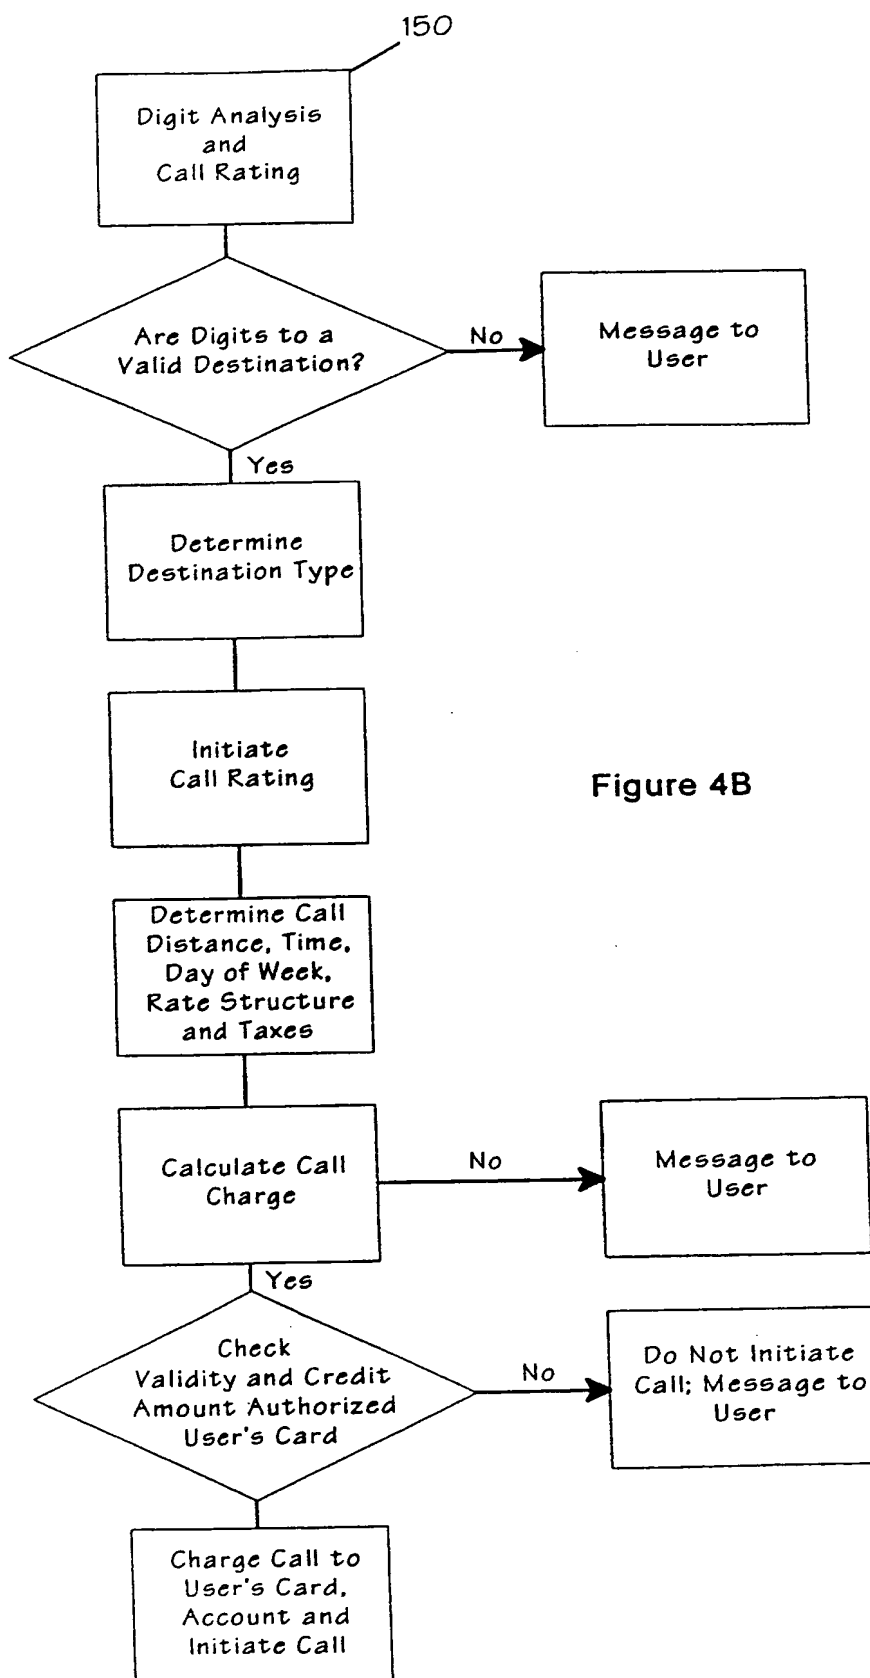 150
Digit Analysis
and
Call Rating
Are Digits to a
Valid Destination?
No
Message to
User
Yes
Determine
Destination Type
Initiate
Call Rating
Figure 4B
Determine Call
Distance, Time,
Day of Week,
Rate Structure
and Taxes
Calculate Call
Charge
No
Message to
User
Yes
Check
Validity and Credit
Amount Authorized
User's Card
No
Do Not Initiate
Call; Message to
User
Charge Call to
User's Card,
Account and
Initiate Call